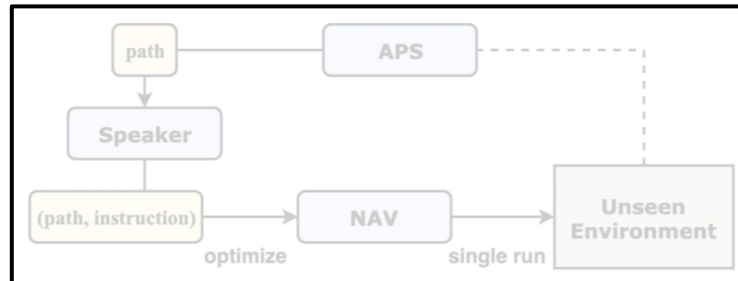 path
APS
Speaker
(path, instruction)
NAV
Unseen
Environment
optimize
single run